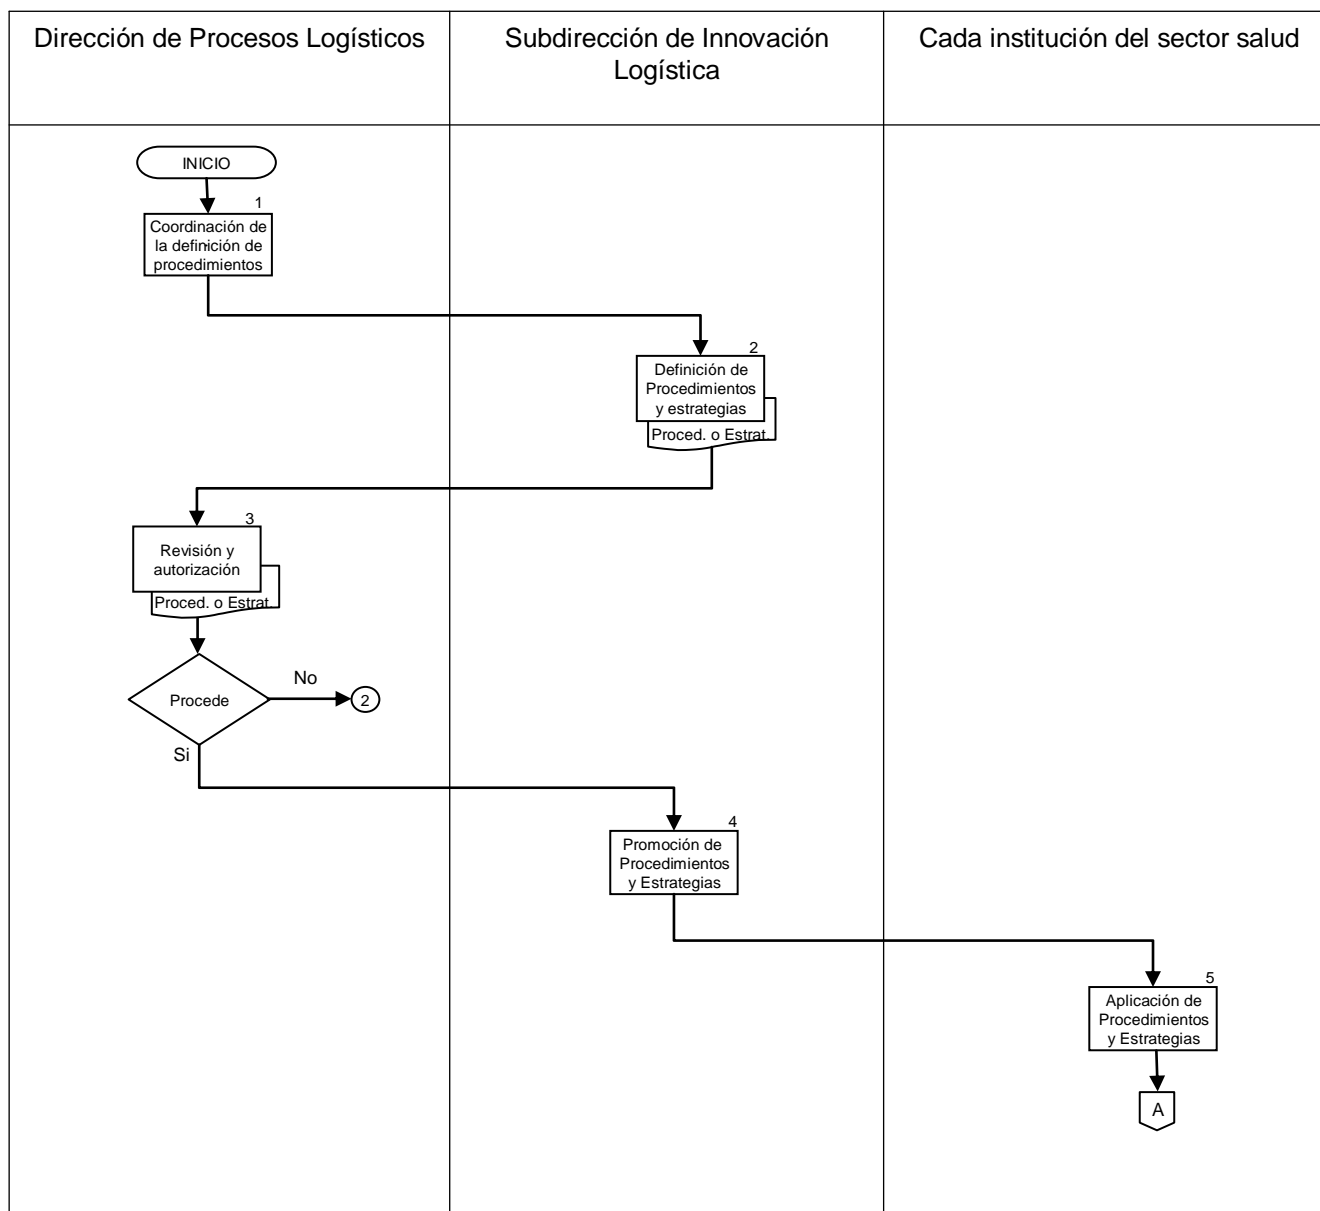 Dirección de Procesos Logísticos
Subdirección de Innovación
Logística
Cada institución del sector salud
INICIO
1
Coordinación de
la definición de
procedimientos
2
Definición de
Procedimientos
y estrategias
Proced. o Estrat.
3
Revisión y
autorización
Proced. o Estrat.
Procede
No
2
Si
4
Promoción de
Procedimientos
y Estrategias
5
Aplicación de
Procedimientos
y Estrategias
A